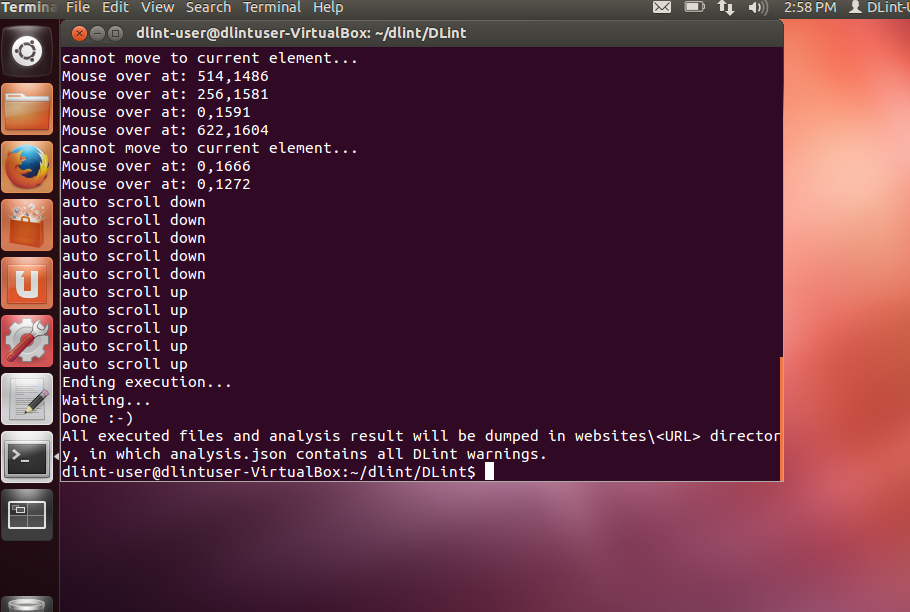 Termina File Edit View Search Terminal Help 2:58 PM DLint-U
dlint-user@dlintuser-VirtualBox: ~/dlint/DLint
cannot move to current element...
Mouse over at: 514,1486
Mouse over at: 256,1581
Mouse over at: 0,1591
Mouse over at: 622,1604
cannot move to current element...
Mouse over at: 0,1666
Mouse over at: 0,1272
auto scroll down
auto scroll down
auto scroll down
auto scroll down
auto scroll down
auto scroll up
auto scroll up
auto scroll up
auto scroll up
auto scroll up
Ending execution...
Waiting...
Done :-)
All executed files and analysis result will be dumped in websites\<URL> director
y, in which analysis.json contains all DLint warnings.
dlint-user@dlintuser-VirtualBox:~/dlint/DLint$